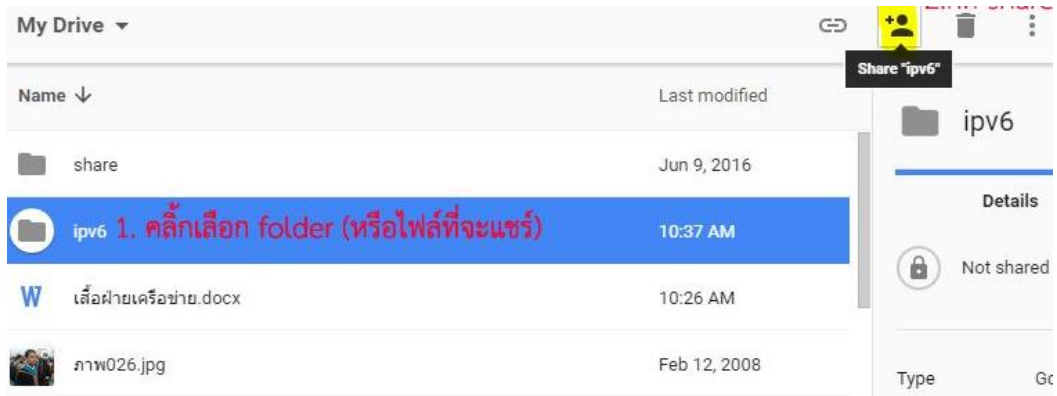 My Drive
Share "ipv6"
Name
Last modified
ipv6
share
Jun 9, 2016
Details
ipv6 1. คลิ้กเลือก folder (หรือไฟล์ที่จะแชร์)
10:37 AM
Not shared
เสื้อฝ่ายเครือข่าย.docx
10:26 AM
ภาพ026.jpg
Feb 12, 2008
Type